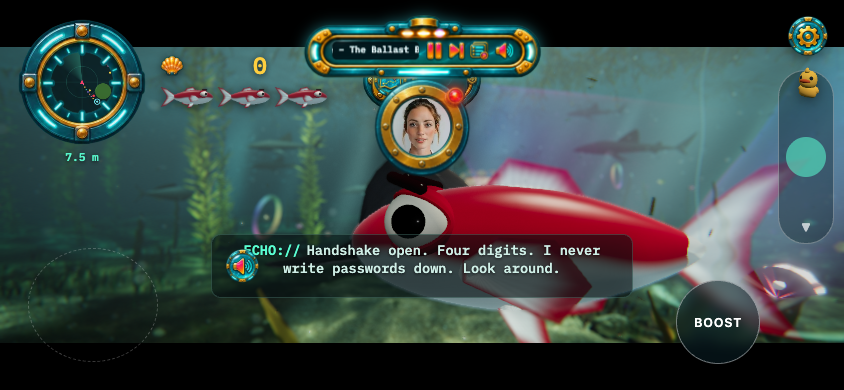 - The Ballast B
0
7.5 m
ECHO:// Handshake open. Four digits. I never
write passwords down. Look around.
BOOST